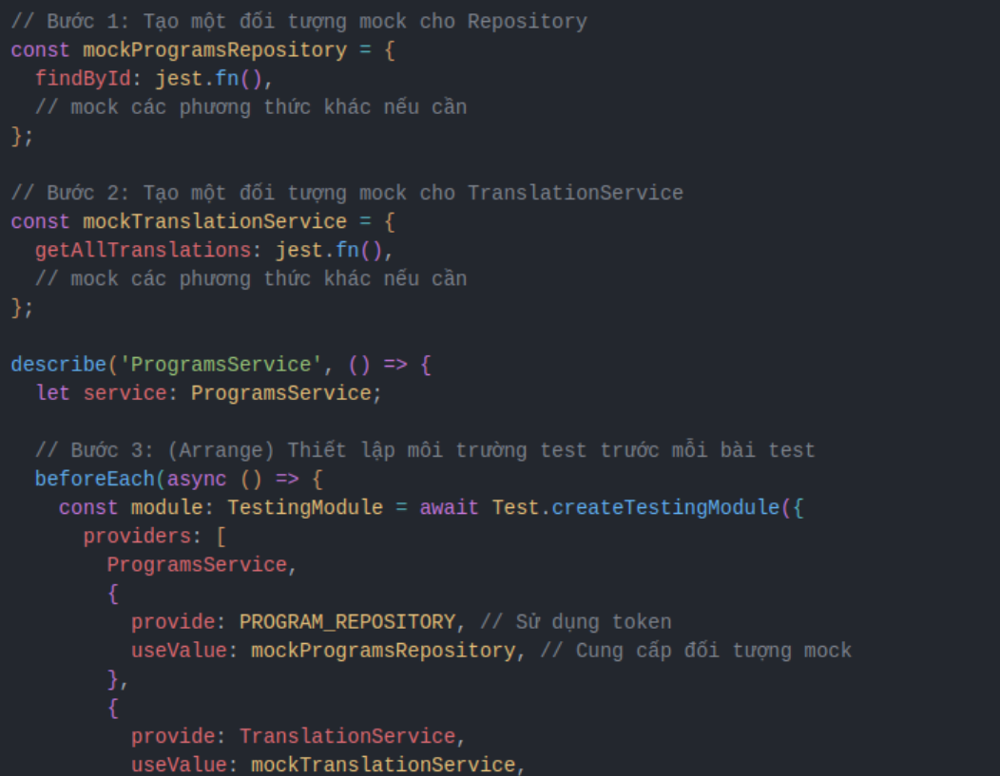 // Bước 1: Tạo một đối tượng mock cho Repository
const mockProgramsRepository = {
  findById: jest.fn(),
  // mock các phương thức khác nếu cần
};

// Bước 2: Tạo một đối tượng mock cho TranslationService
const mockTranslationService = {
  getAllTranslations: jest.fn(),
  // mock các phương thức khác nếu cần
};

describe('ProgramsService', () => {
  let service: ProgramsService;

  // Bước 3: (Arrange) Thiết lập môi trường test trước mỗi bài test
  beforeEach(async () => {
    const module: TestingModule = await Test.createTestingModule({
      providers: [
        ProgramsService,
        {
          provide: PROGRAM_REPOSITORY, // Sử dụng token
          useValue: mockProgramsRepository, // Cung cấp đối tượng mock
        },
        {
          provide: TranslationService,
          useValue: mockTranslationService,